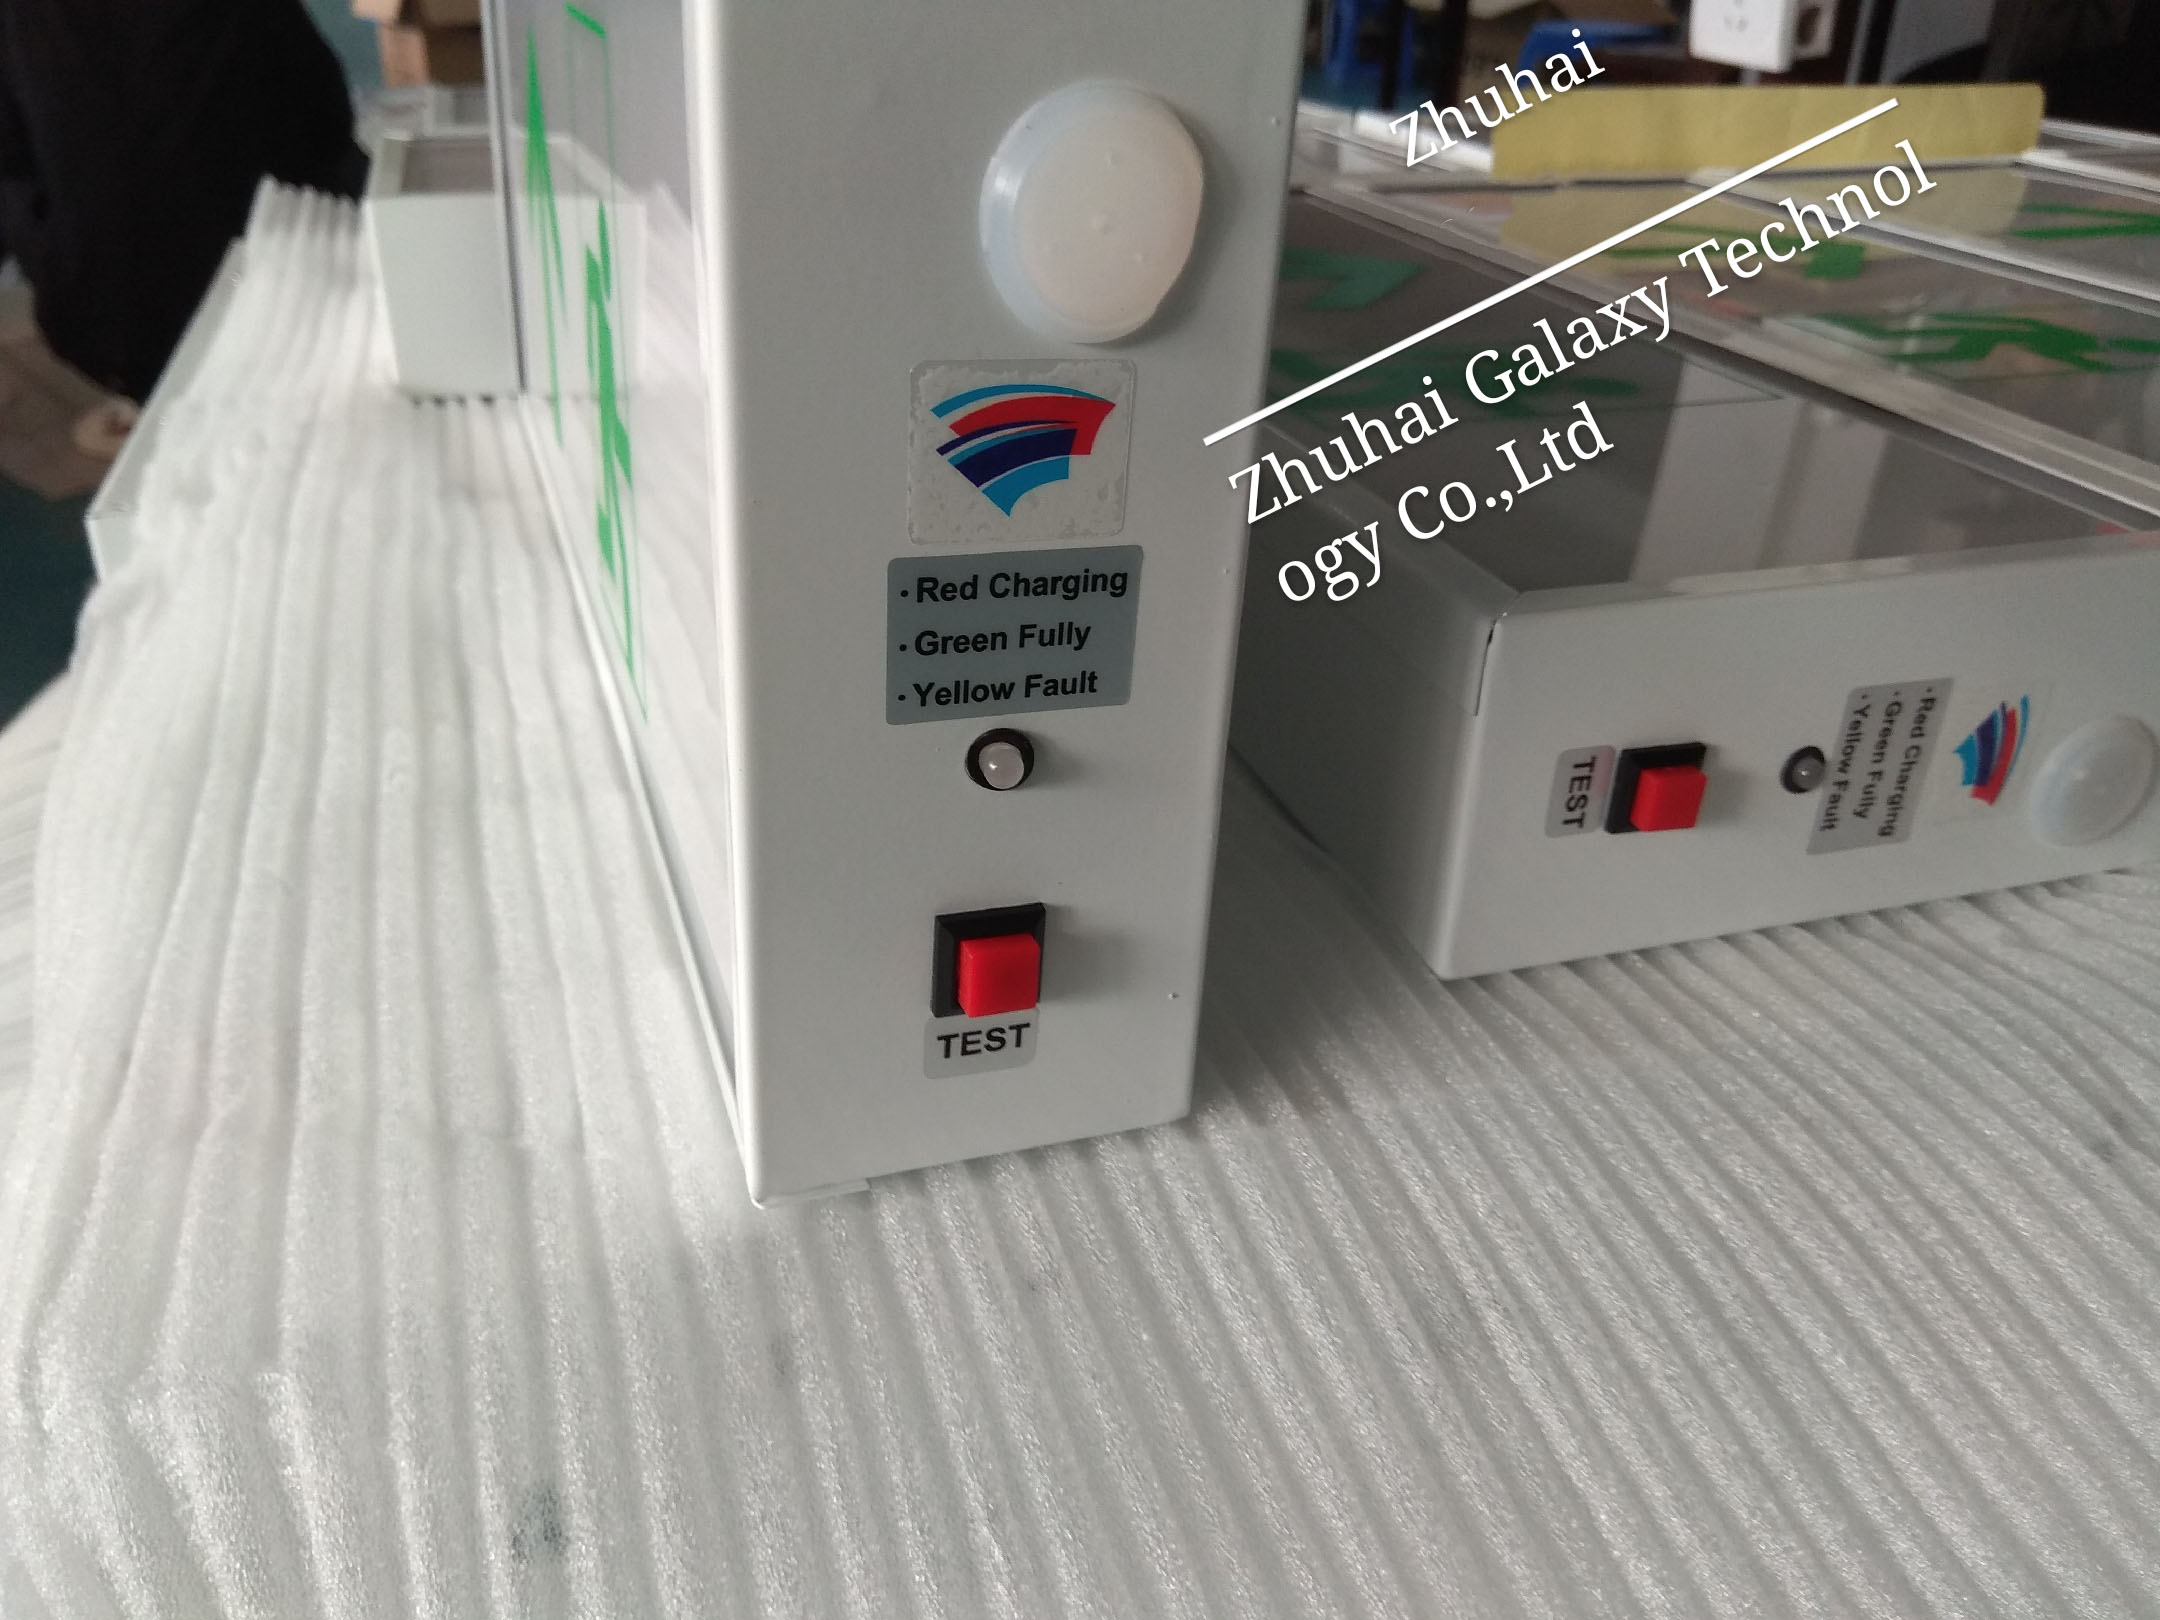 Zhuhai
Zhuhai Galaxy Technol
ogy Co.,Ltd
· Red Charging
· Green Fully
· Yellow Fault
TEST
· Red Charging
· Green Fully
· Yellow Fault
TEST